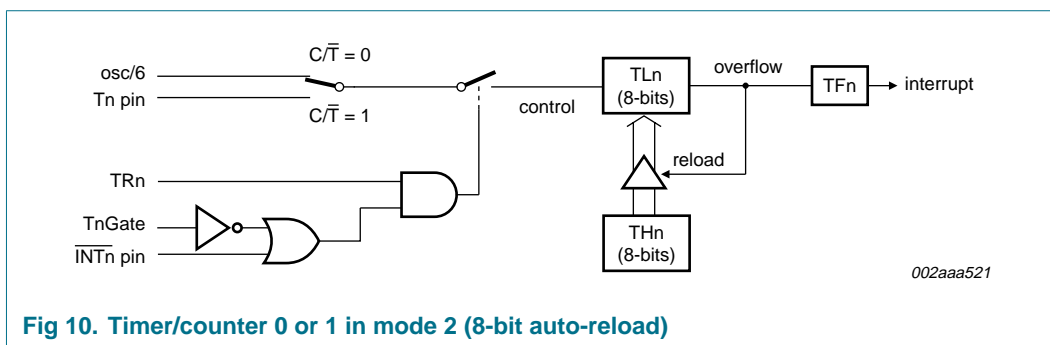 C/T̅ = 0
osc/6
Tn pin
C/T̅ = 1
control
TLn
(8-bits)
overflow
TFn
interrupt
reload
TRn
TnGate
I̅N̅T̅n̅ pin
THn
(8-bits)
002aaa521
Fig 10. Timer/counter 0 or 1 in mode 2 (8-bit auto-reload)